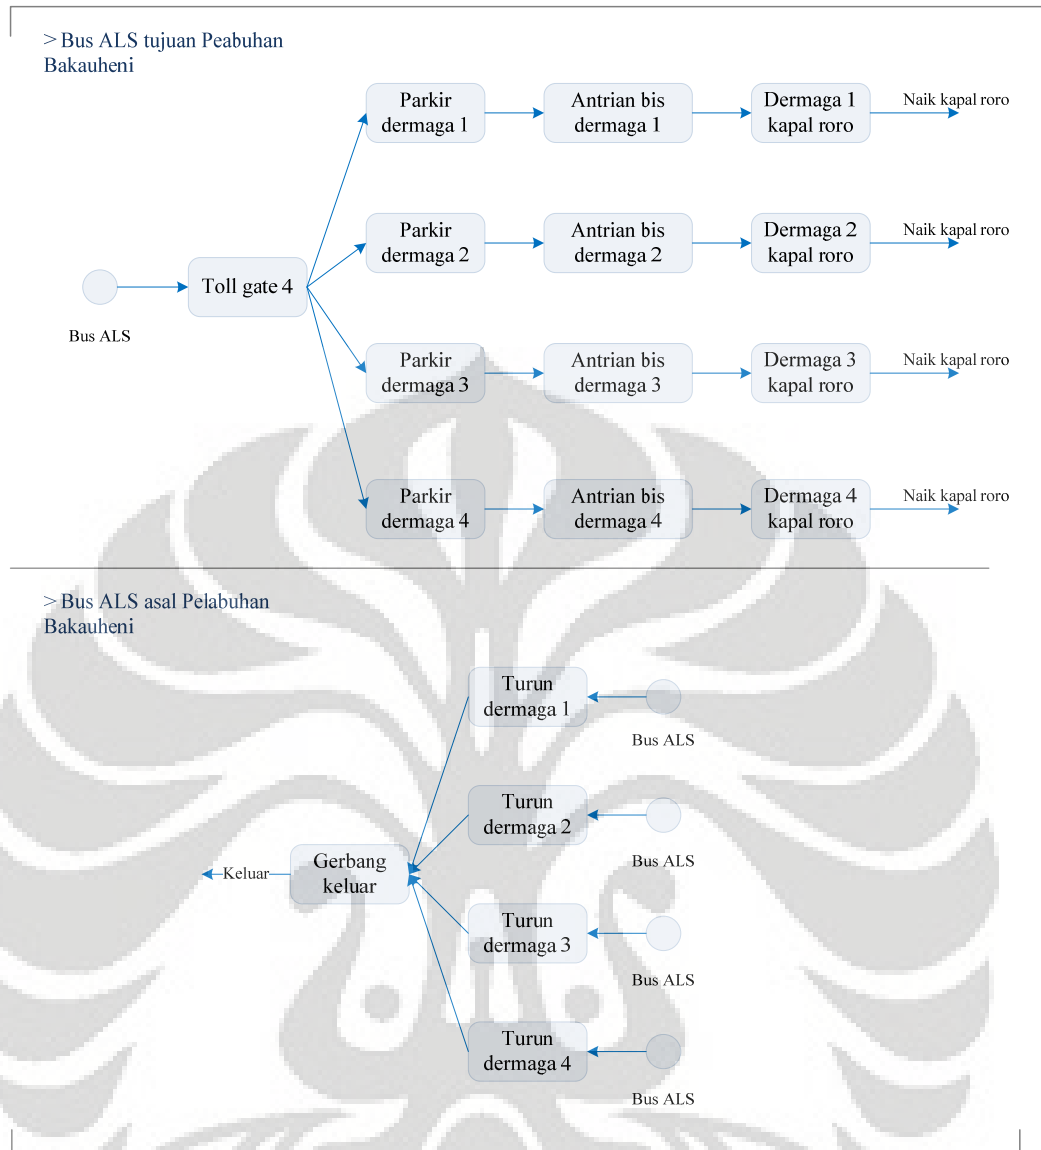 > Bus ALS tujuan Peabuhan
Bakauheni
Parkir
dermaga 1
Antrian bis
dermaga 1
Dermaga 1
kapal roro
Naik kapal roro
Parkir
dermaga 2
Antrian bis
dermaga 2
Dermaga 2
kapal roro
Naik kapal roro
Toll gate 4
Bus ALS
Parkir
dermaga 3
Antrian bis
dermaga 3
Dermaga 3
kapal roro
Naik kapal roro
Parkir
dermaga 4
Antrian bis
dermaga 4
Dermaga 4
kapal roro
Naik kapal roro
> Bus ALS asal Pelabuhan
Bakauheni
Turun
dermaga 1
Bus ALS
Turun
dermaga 2
Bus ALS
Gerbang
keluar
Keluar
Turun
dermaga 3
Bus ALS
Turun
dermaga 4
Bus ALS